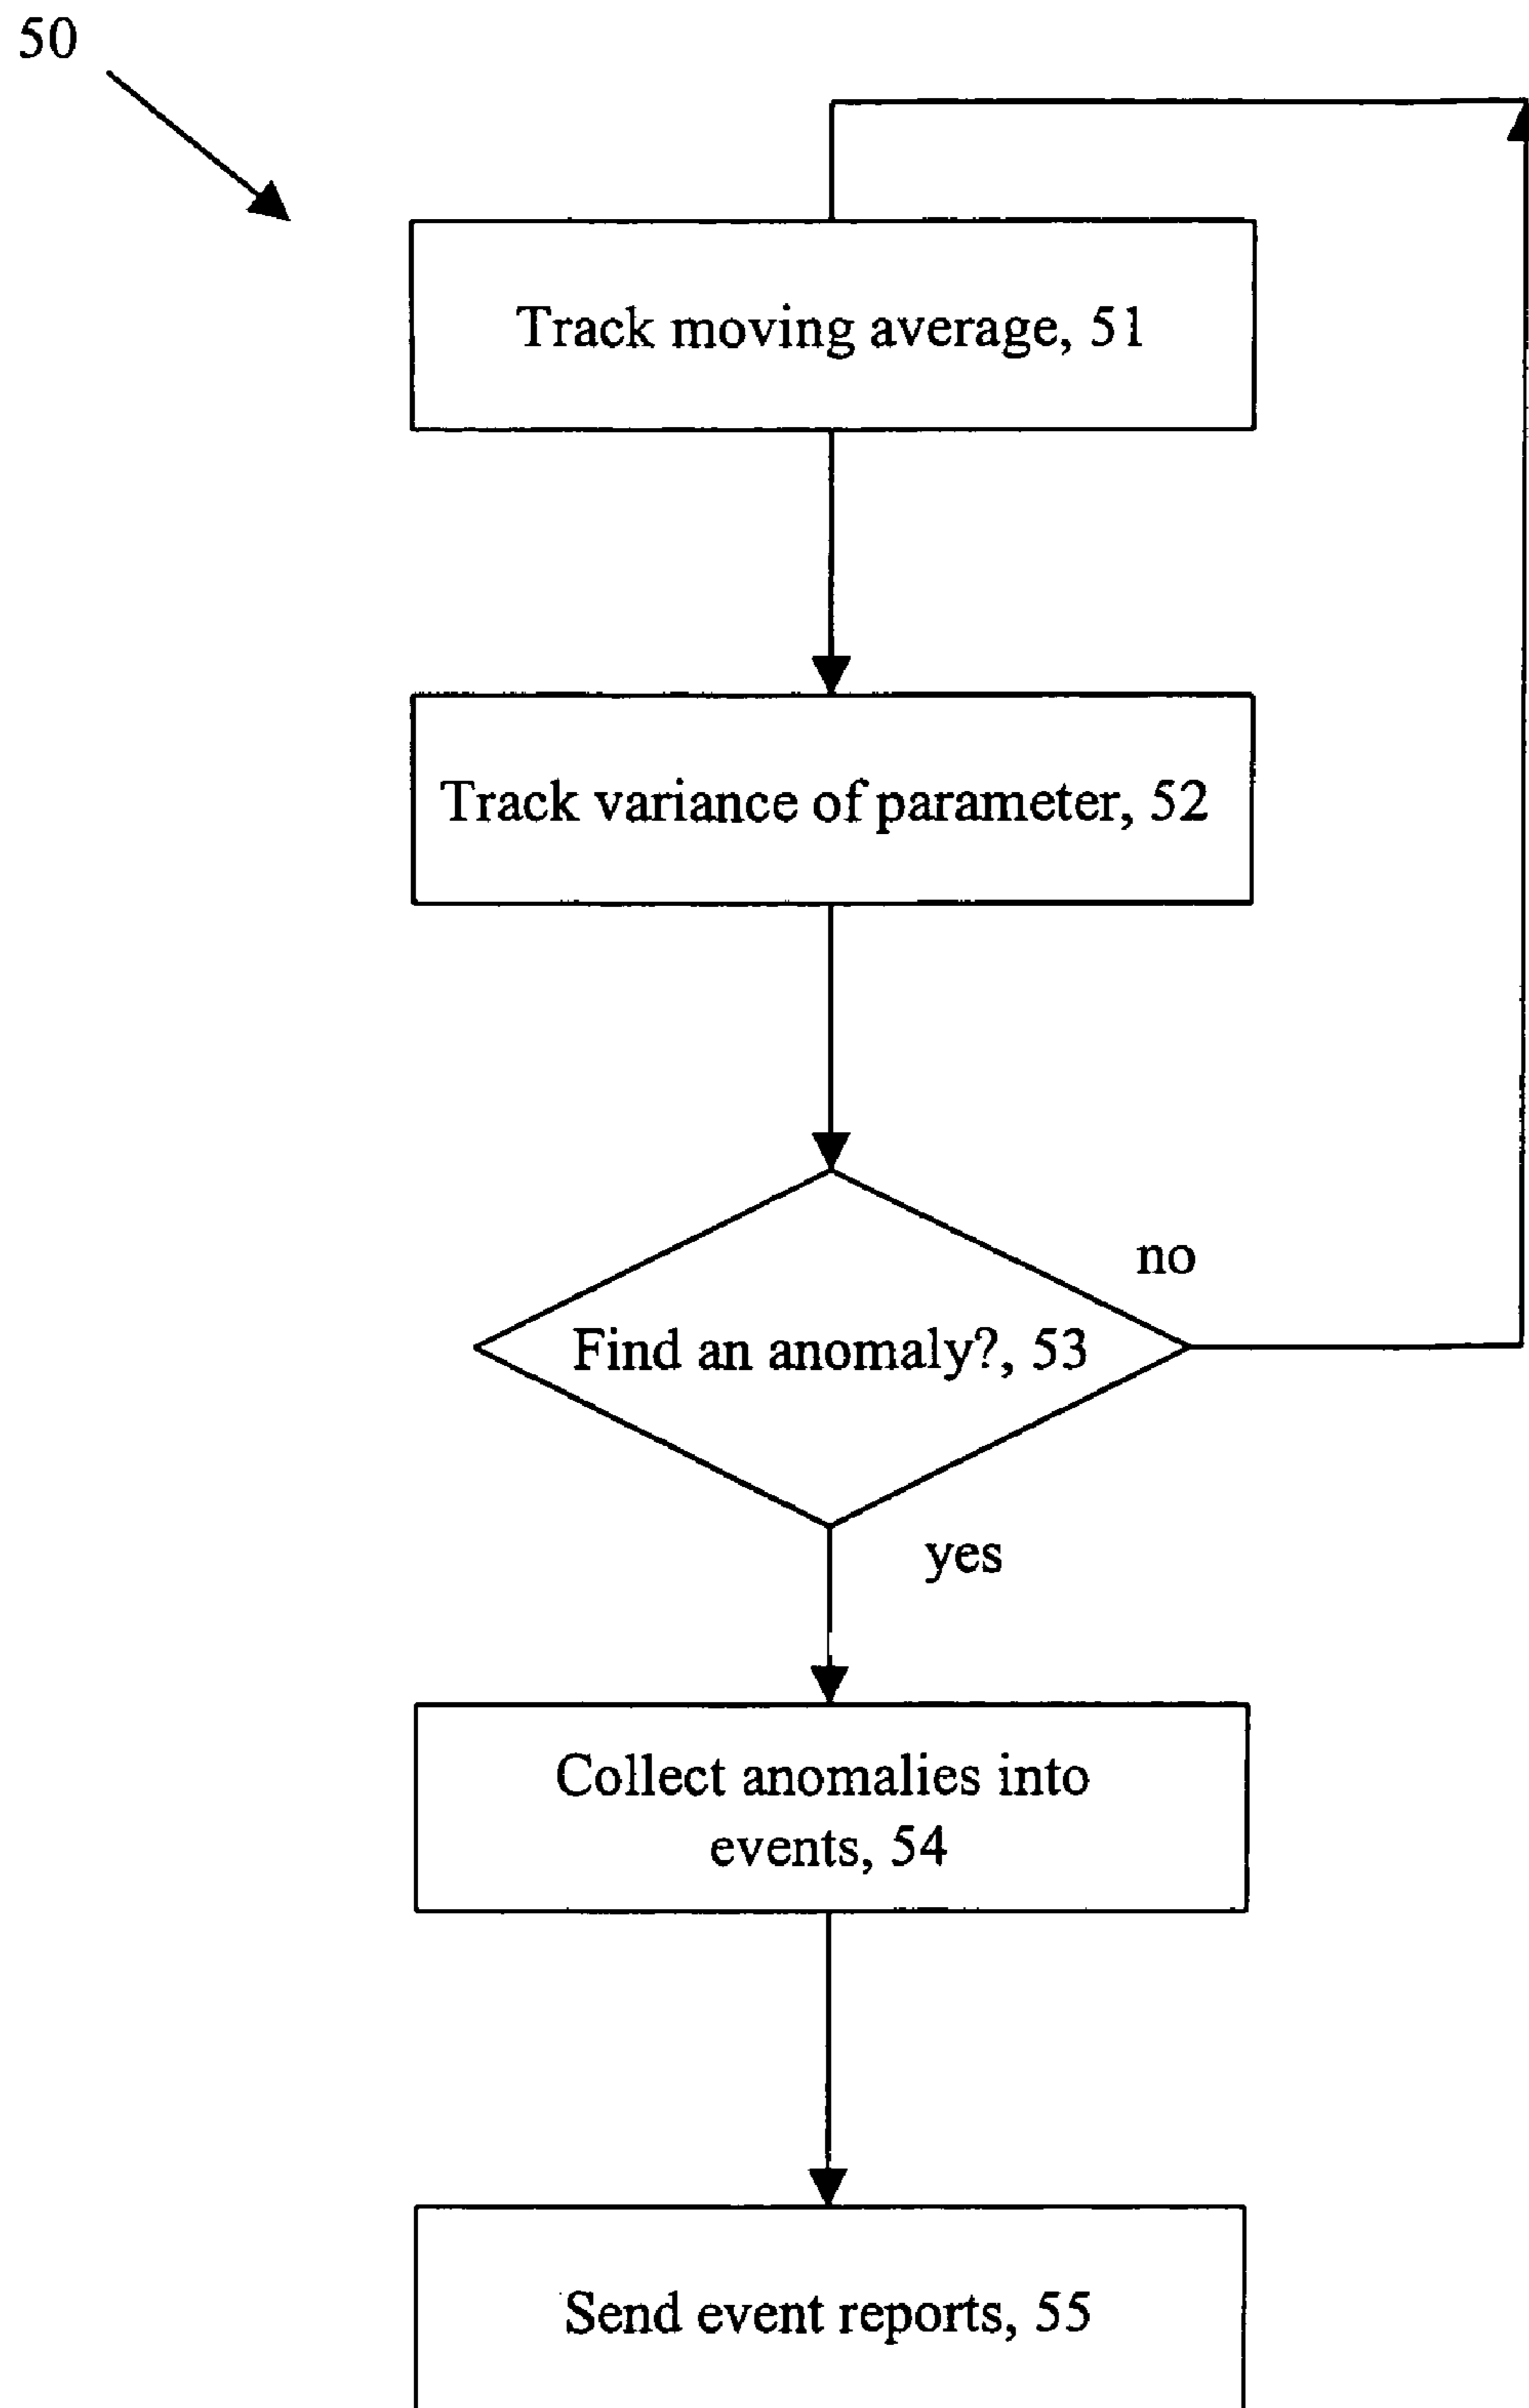 50
Track moving average, 51
Track variance of parameter, 52
no
Find an anomaly?, 53
yes
Collect anomalies into
events, 54
Send event reports, 55